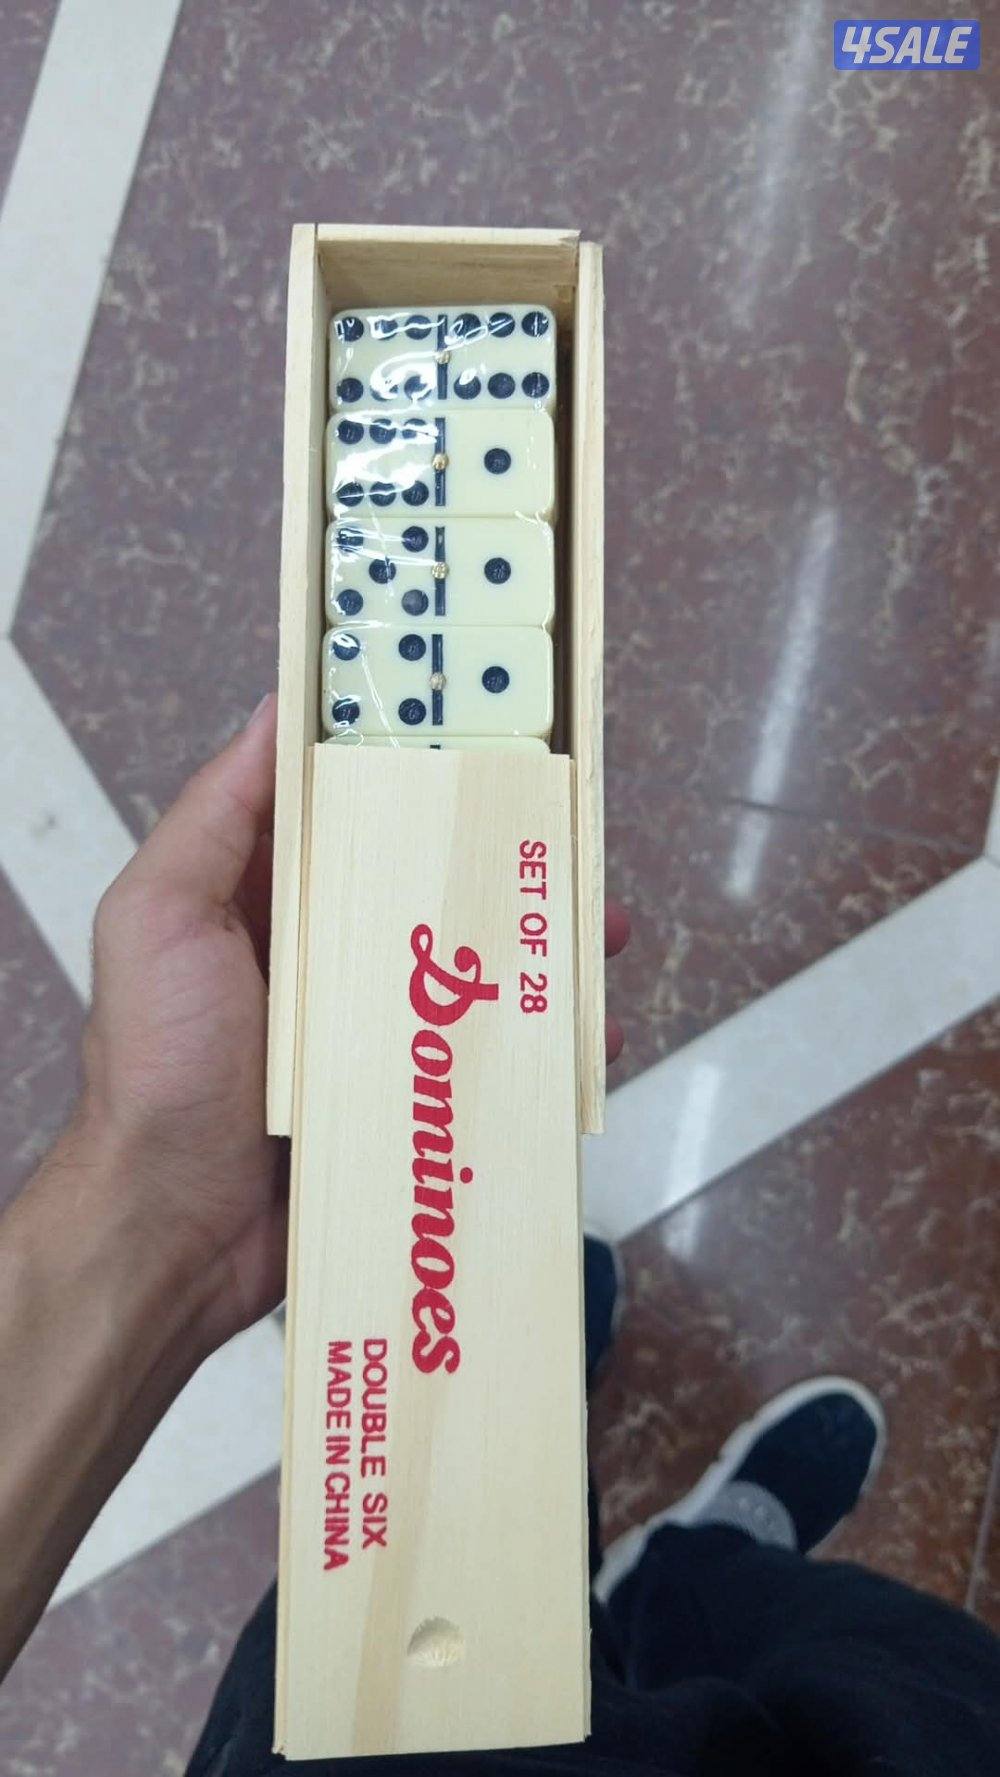 4SALE
SET OF 28
Dominoes
DOUBLE SIX
MADE IN CHINA